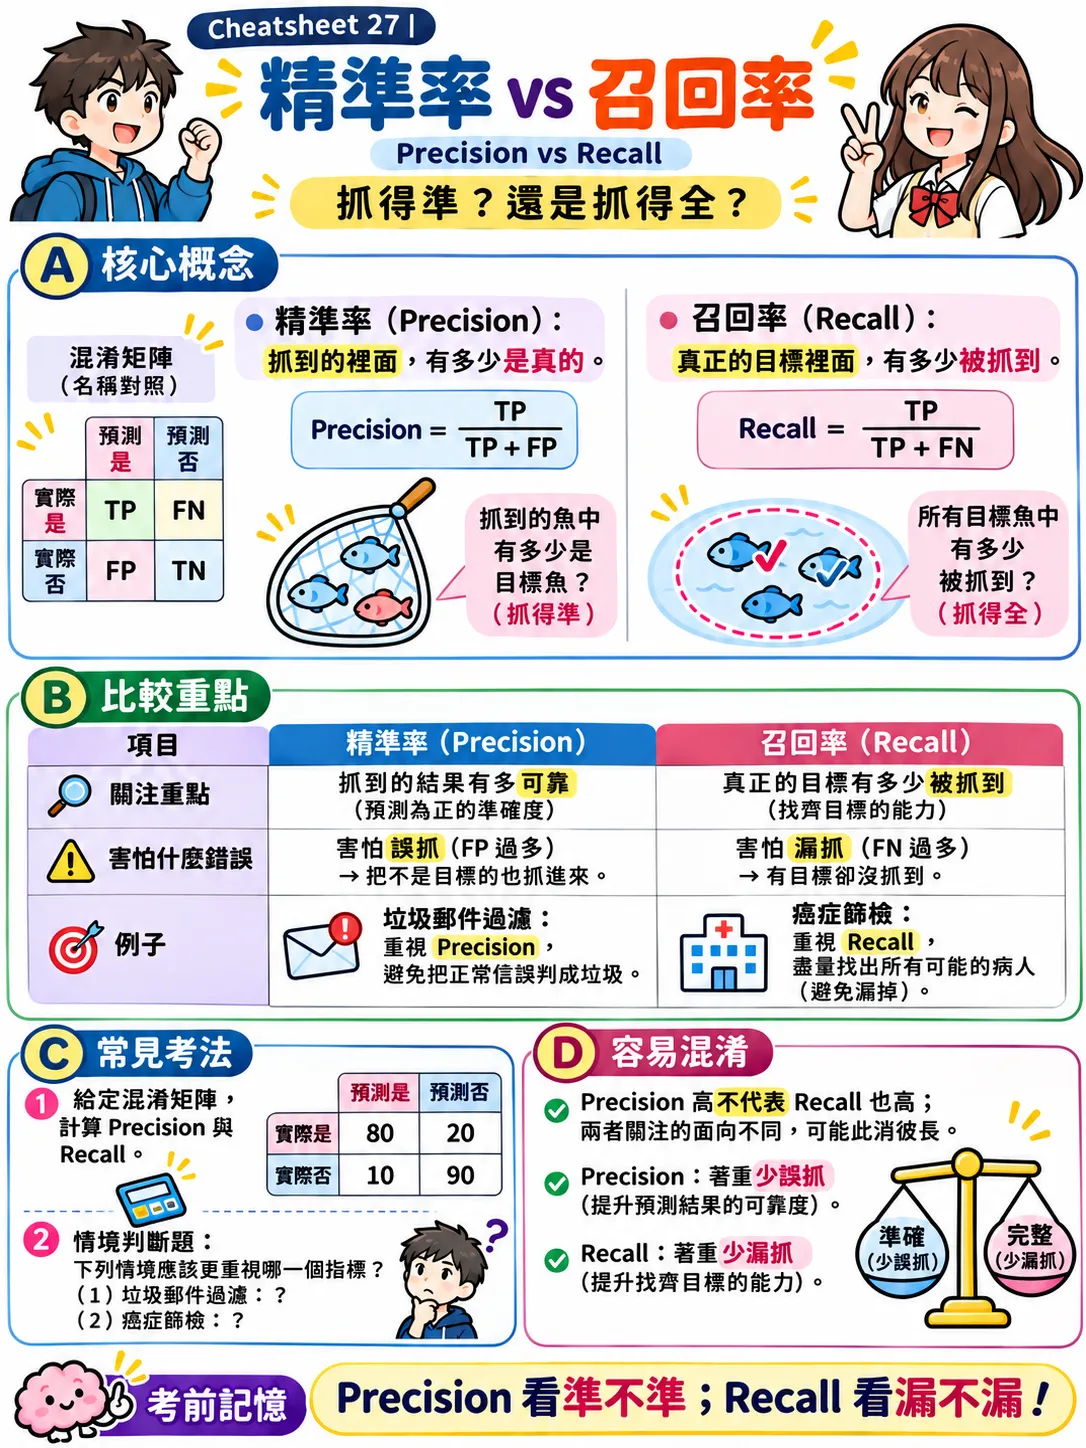 Cheatsheet 27 |
精準率 vs 召回率
Precision vs Recall
抓得準？還是抓得全？
A 核心概念
混淆矩陣
（名稱對照）
預測是 預測否
實際是 TP FN
實際否 FP TN
精準率（Precision）：
抓到的裡面，有多少是真的。
Precision = TP / TP + FP
抓到的魚中
有多少是
目標魚？
（抓得準）
召回率（Recall）：
真正的目標裡面，有多少被抓到。
Recall = TP / TP + FN
所有目標魚中
有多少
被抓到？
（抓得全）
B 比較重點
項目 精準率（Precision） 召回率（Recall）
關注重點
抓到的結果有多可靠
（預測為正的準確度）
真正的目標有多少被抓到
（找齊目標的能力）
害怕什麼錯誤
害怕 誤抓（FP 過多）
→ 把不是目標的也抓進來。
害怕 漏抓（FN 過多）
→ 有目標卻沒抓到。
例子
垃圾郵件過濾：
重視 Precision，
避免把正常信誤判成垃圾。
癌症篩檢：
重視 Recall，
盡量找出所有可能的病人
（避免漏掉）。
C 常見考法
1 給定混淆矩陣，
計算 Precision 與
Recall。
預測是 預測否
實際是 80 20
實際否 10 90
2 情境判斷題：
下列情境應該更重視哪一個指標？
（1）垃圾郵件過濾：？
（2）癌症篩檢：？
?
D 容易混淆
Precision 高不代表 Recall 也高；
兩者關注的面向不同，可能此消彼長。
Precision：著重少誤抓
（提升預測結果的可靠度）。
Recall：著重少漏抓
（提升找齊目標的能力）。
準確
（少誤抓）
完整
（少漏抓）
考前記憶
Precision 看準不準；Recall 看漏不漏！